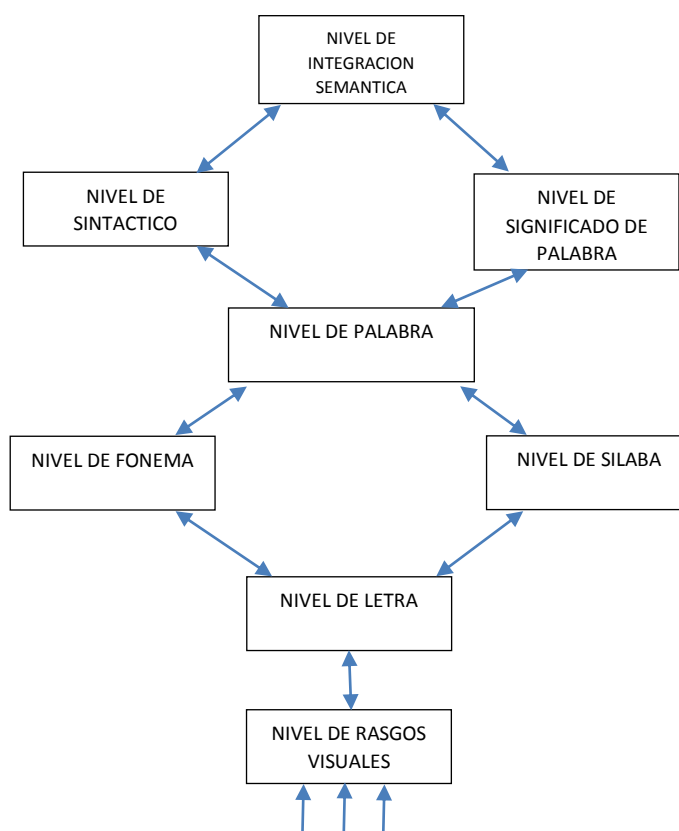 NIVEL DE
INTEGRACION
SEMANTICA
NIVEL DE
SINTACTICO
NIVEL DE
SIGNIFICADO DE
PALABRA
NIVEL DE PALABRA
NIVEL DE FONEMA
NIVEL DE SILABA
NIVEL DE LETRA
NIVEL DE RASGOS
VISUALES